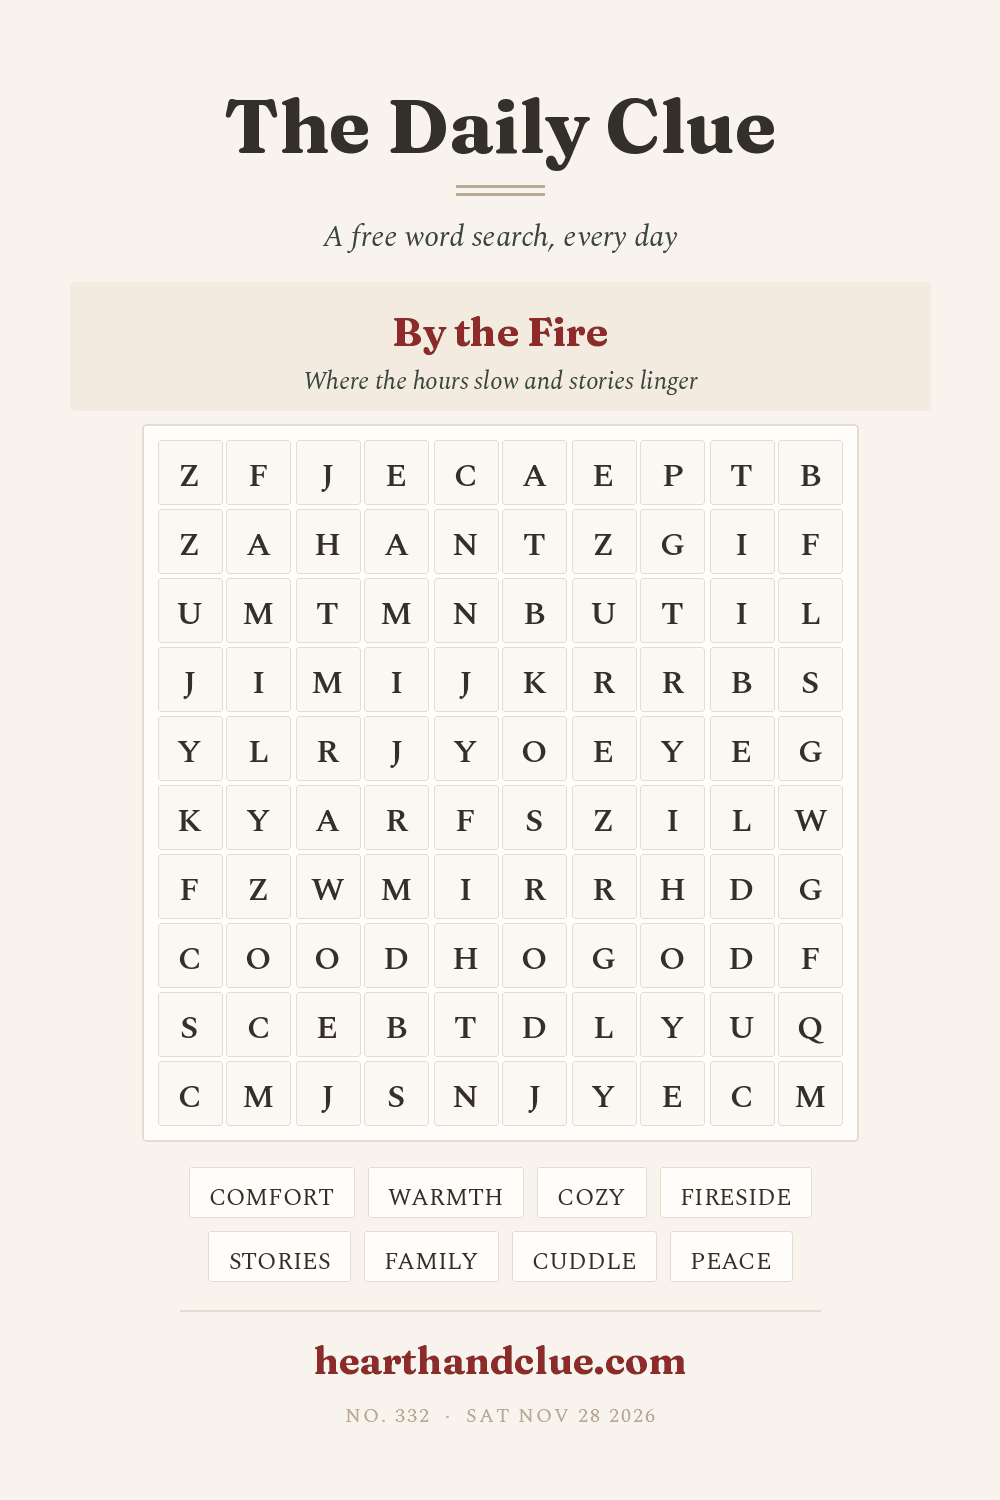 The Daily Clue
A free word search, every day
By the Fire
Where the hours slow and stories linger
Z F J E C A E P T B
Z A H A N T Z G I F
U M T M N B U T I L
J I M I J K R R B S
Y L R J Y O E Y E G
K Y A R F S Z I L W
F Z W M I R R H D G
C O O D H O G O D F
S C E B T D L Y U Q
C M J S N J Y E C M
COMFORT WARMTH COZY FIRESIDE
STORIES FAMILY CUDDLE PEACE
hearthandclue.com
NO. 332 · SAT NOV 28 2026